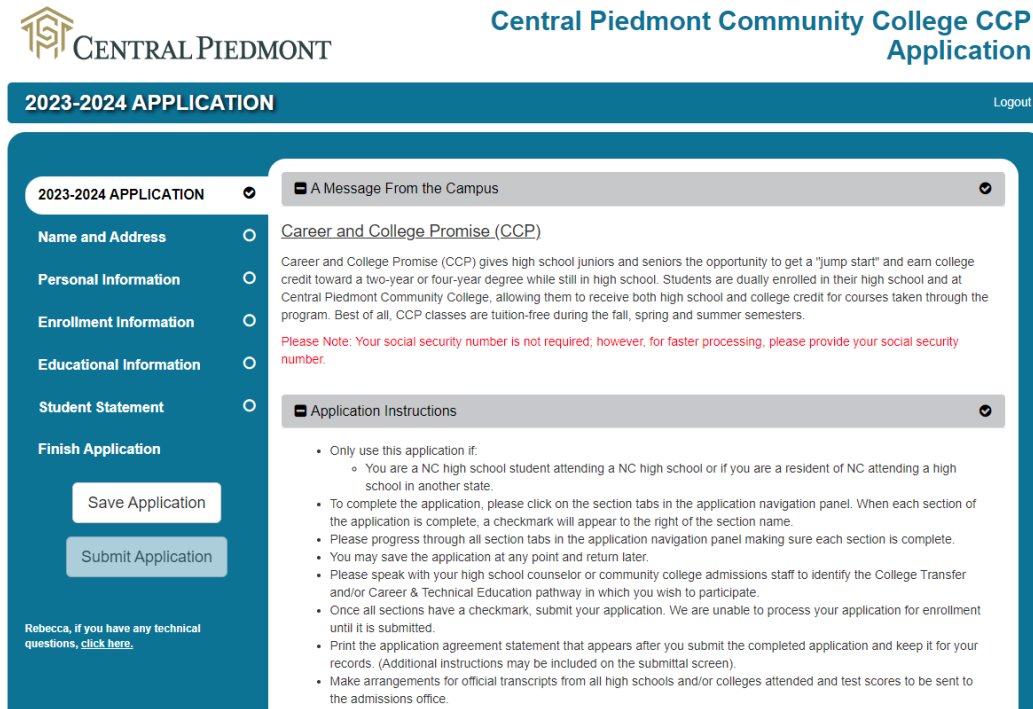 CENTRAL PIEDMONT
Central Piedmont Community College CCP
Application
2023-2024 APPLICATION
Logout
2023-2024 APPLICATION
Name and Address
Personal Information
Enrollment Information
Educational Information
Student Statement
Finish Application
Save Application
Submit Application
Rebecca, if you have any technical
questions, click here.
A Message From the Campus
Career and College Promise (CCP)
Career and College Promise (CCP) gives high school juniors and seniors the opportunity to get a "jump start" and earn college
credit toward a two-year or four-year degree while still in high school. Students are dually enrolled in their high school and at
Central Piedmont Community College, allowing them to receive both high school and college credit for courses taken through the
program. Best of all, CCP classes are tuition-free during the fall, spring and summer semesters.
Please Note: Your social security number is not required; however, for faster processing, please provide your social security
number.
Application Instructions
• Only use this application if:
◦ You are a NC high school student attending a NC high school or if you are a resident of NC attending a high
school in another state.
• To complete the application, please click on the section tabs in the application navigation panel. When each section of
the application is complete, a checkmark will appear to the right of the section name.
• Please progress through all section tabs in the application navigation panel making sure each section is complete.
• You may save the application at any point and return later.
• Please speak with your high school counselor or community college admissions staff to identify the College Transfer
and/or Career & Technical Education pathway in which you wish to participate.
• Once all sections have a checkmark, submit your application. We are unable to process your application for enrollment
until it is submitted.
• Print the application agreement statement that appears after you submit the completed application and keep it for your
records. (Additional instructions may be included on the submittal screen).
• Make arrangements for official transcripts from all high schools and/or colleges attended and test scores to be sent to
the admissions office.